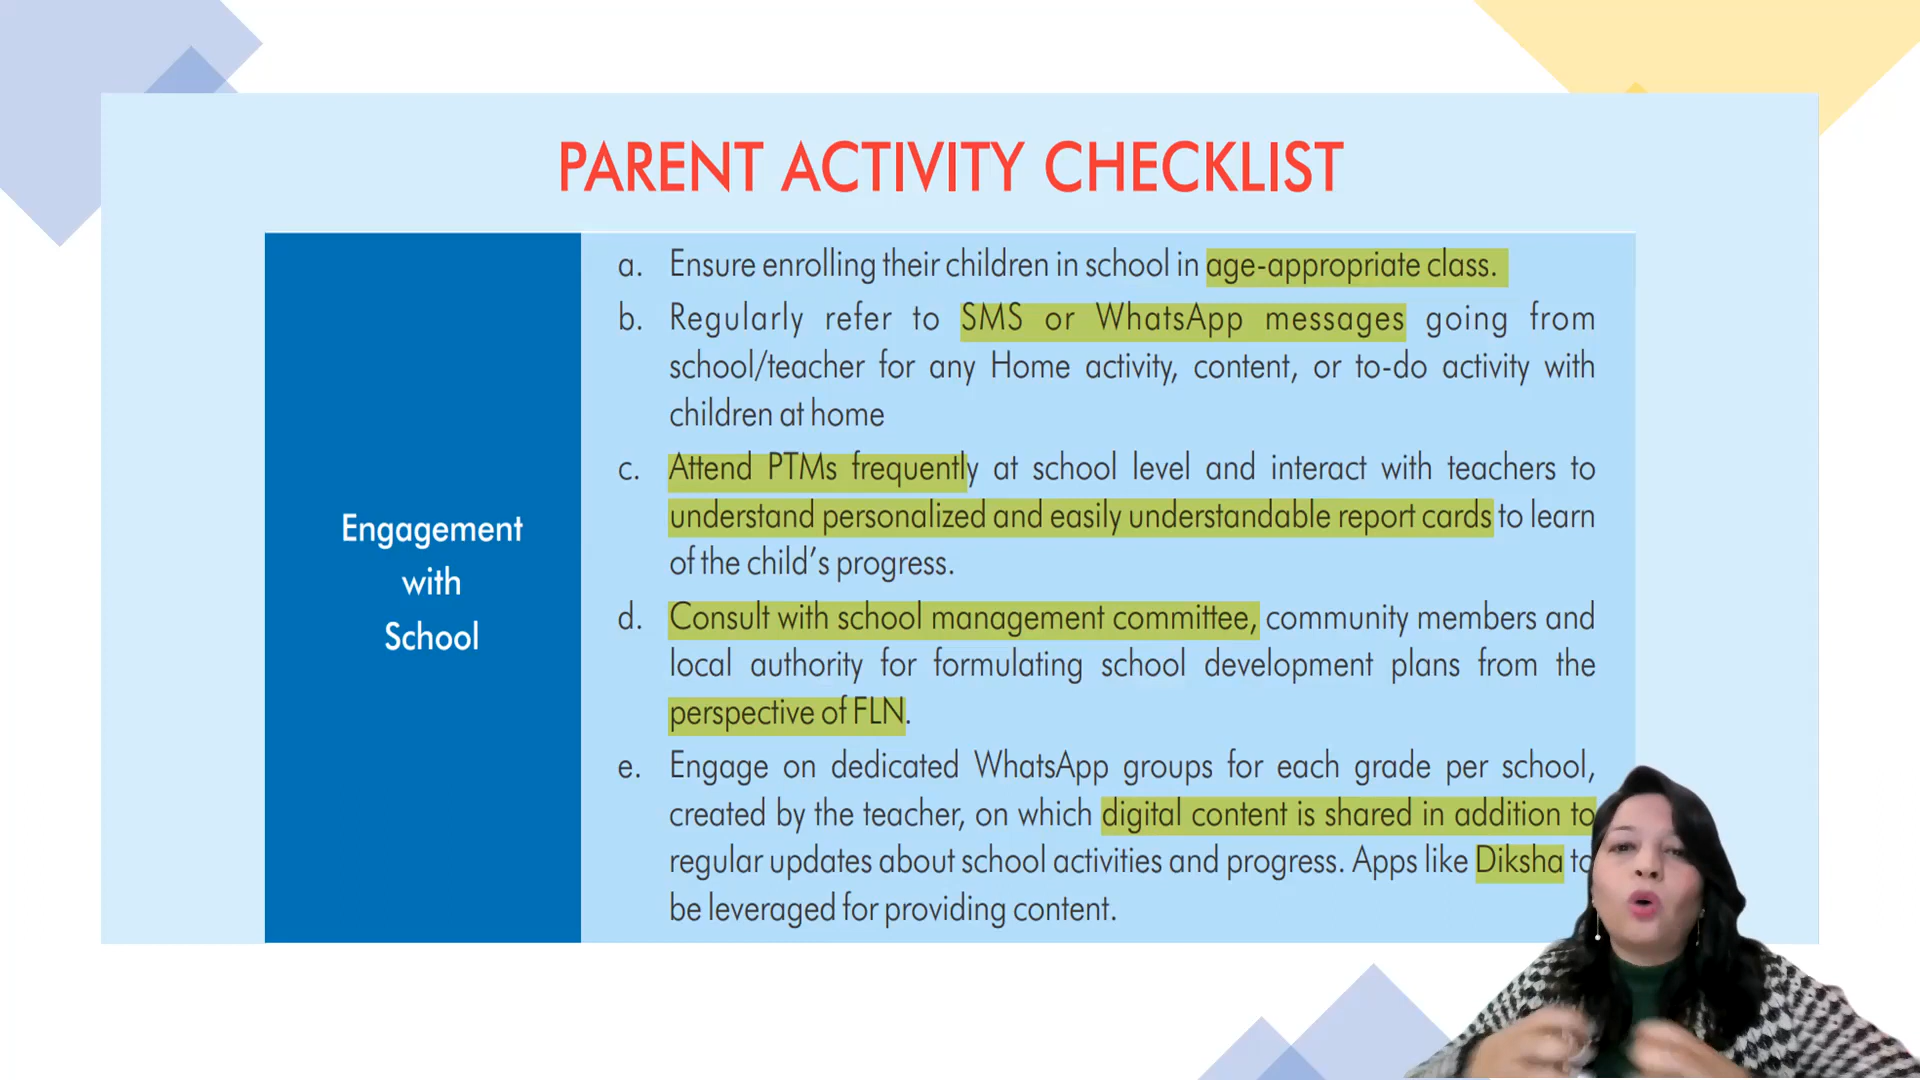 PARENT ACTIVITY CHECKLIST
Engagement
with
School
a. Ensure enrolling their children in school in age-appropriate class.
b. Regularly refer to SMS or WhatsApp messages going from
school/teacher for any Home activity, content, or to-do activity with
children at home
c. Attend PTMs frequently at school level and interact with teachers to
understand personalized and easily understandable report cards to learn
of the child's progress.
d. Consult with school management committee, community members and
local authority for formulating school development plans from the
perspective of FLN.
e. Engage on dedicated WhatsApp groups for each grade per school,
created by the teacher, on which digital content is shared in addition to
regular updates about school activities and progress. Apps like Diksha to
be leveraged for providing content.